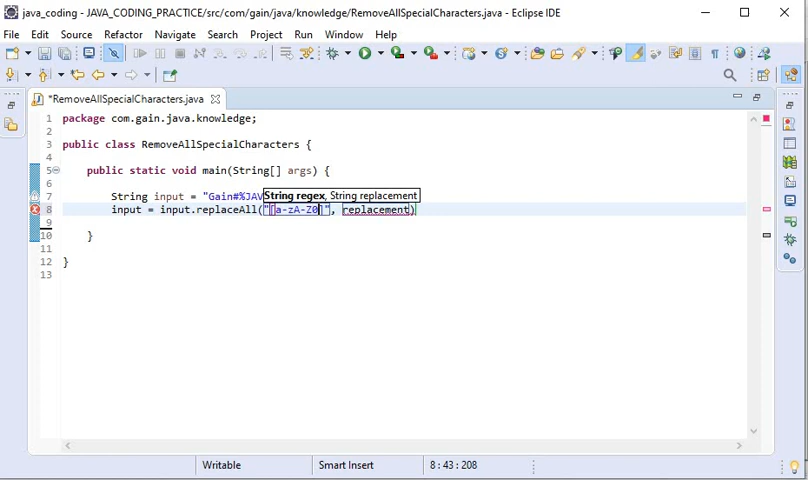 java_coding - JAVA_CODING_PRACTICE/src/com/gain/java/knowledge/RemoveAllSpecialCharacters.java - Eclipse IDE
File Edit Source Refactor Navigate Search Project Run Window Help
*RemoveAllSpecialCharacters.java
1 package com.gain.java.knowledge;
2
3 public class RemoveAllSpecialCharacters {
4
5 public static void main(String[] args) {
6
String regex, String replacement
7 String input = "Gain#%JAV
8 input = input.replaceAll("[a-zA-Z0]", replacement)
9
10 }
11
12 }
13
Writable Smart Insert 8 : 43 : 208